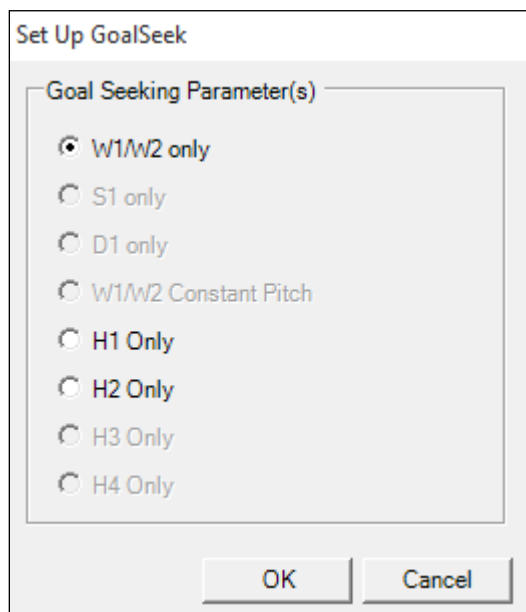 Set Up GoalSeek
Goal Seeking Parameter(s)
W1/W2 only
S1 only
D1 only
W1/W2 Constant Pitch
H1 Only
H2 Only
H3 Only
H4 Only
OK Cancel